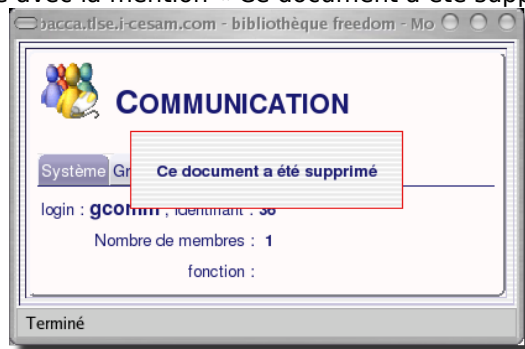 avec la mention « Ce document a été supp
bacca.tlse.i-cesam.com - bibliothèque freedom - Mo
COMMUNICATION
Système Gr
Ce document a été supprimé
login : gcomm , identifiant : 36
Nombre de membres : 1
fonction :
Terminé